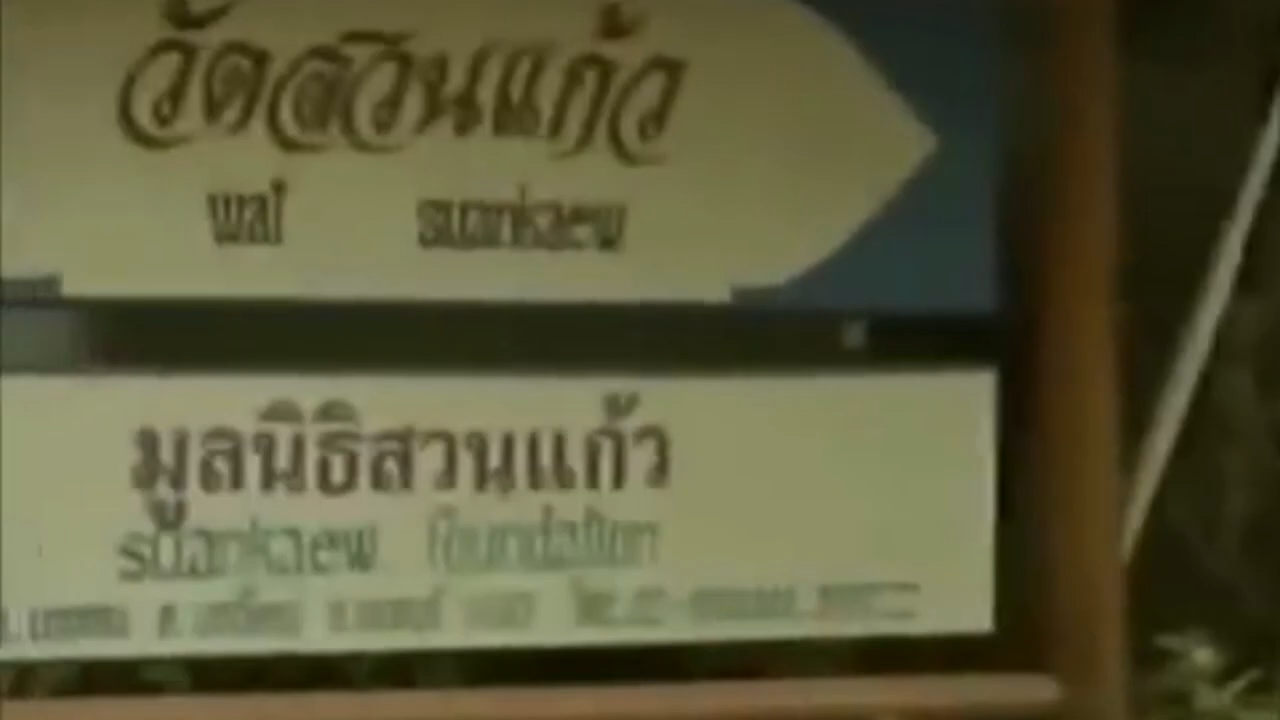 วัดสวนแก้ว
wat suankaew
มูลนิธิสวนแก้ว
suankaew foundation